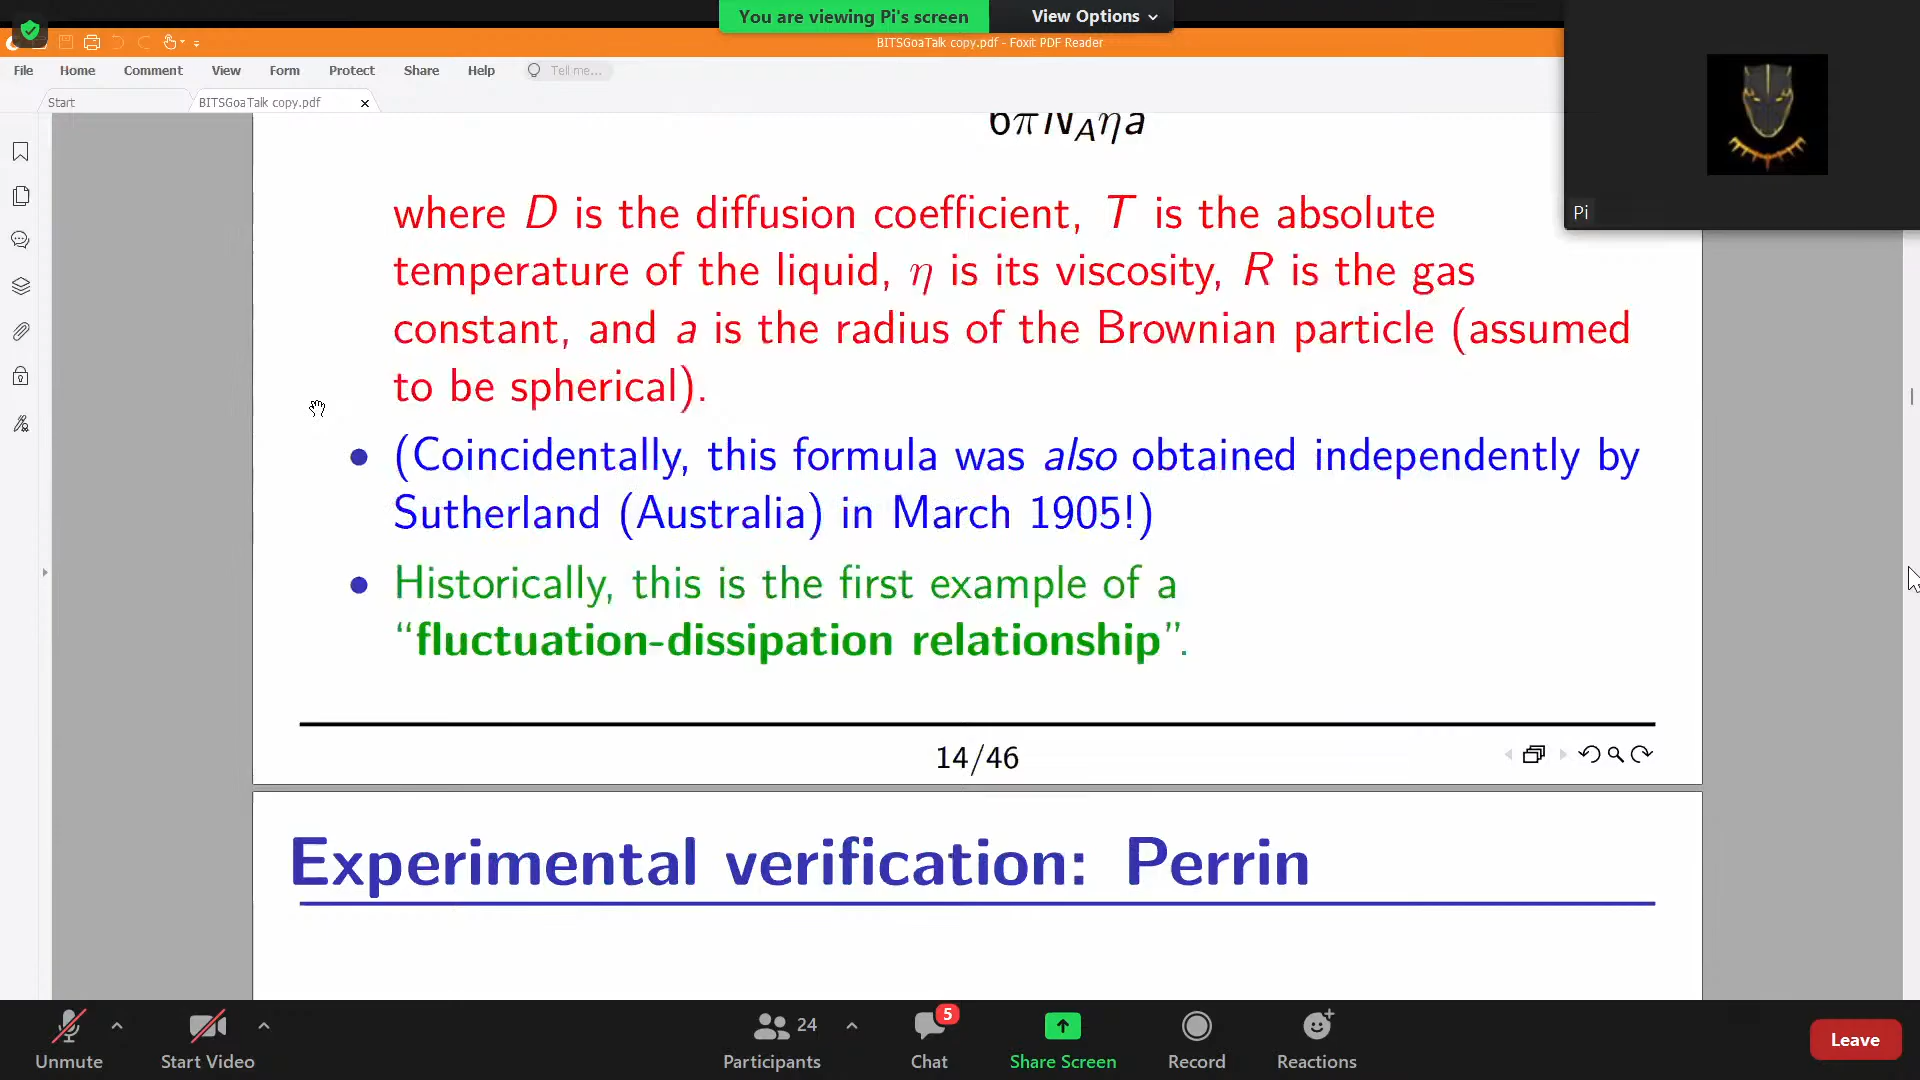 You are viewing Pi's screen
View Options
BITSGoaTalk copy.pdf - Foxit PDF Reader
File Home Comment View Form Protect Share Help Tell me...
Start
BITSGoaTalk copy.pdf
6πN_Aηa
Pi
where D is the diffusion coefficient, T is the absolute
temperature of the liquid, η is its viscosity, R is the gas
constant, and a is the radius of the Brownian particle (assumed
to be spherical).
• (Coincidentally, this formula was also obtained independently by
Sutherland (Australia) in March 1905!)
• Historically, this is the first example of a
“fluctuation-dissipation relationship”.
14/46
Experimental verification: Perrin
24
5
Unmute Start Video Participants Chat Share Screen Record Reactions
Leave